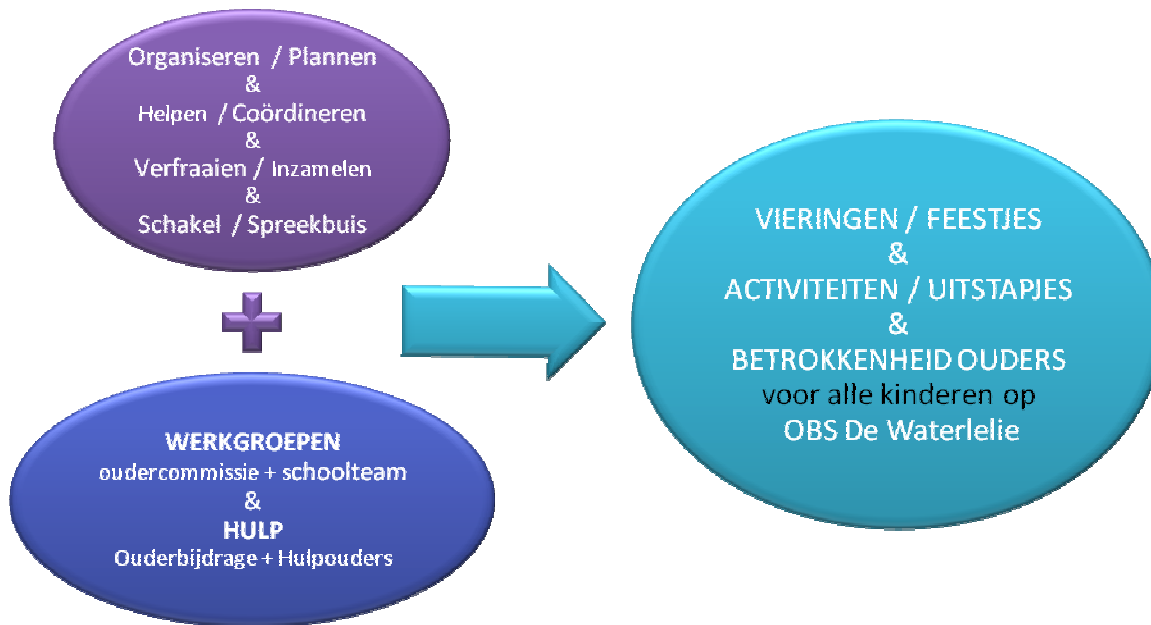 Organiseren / Plannen
&
Helpen / Coördineren
&
Verfraaien / Inzamelen
&
Schakel / Spreekbuis
WERKGROEPEN
oudercommissie + schoolteam
&
HULP
Ouderbijdrage + Hulpouders
VIERINGEN / FEESTJES
&
ACTIVITEITEN / UITSTAPJES
&
BETROKKENHEID OUDERS
voor alle kinderen op
OBS De Waterlelie